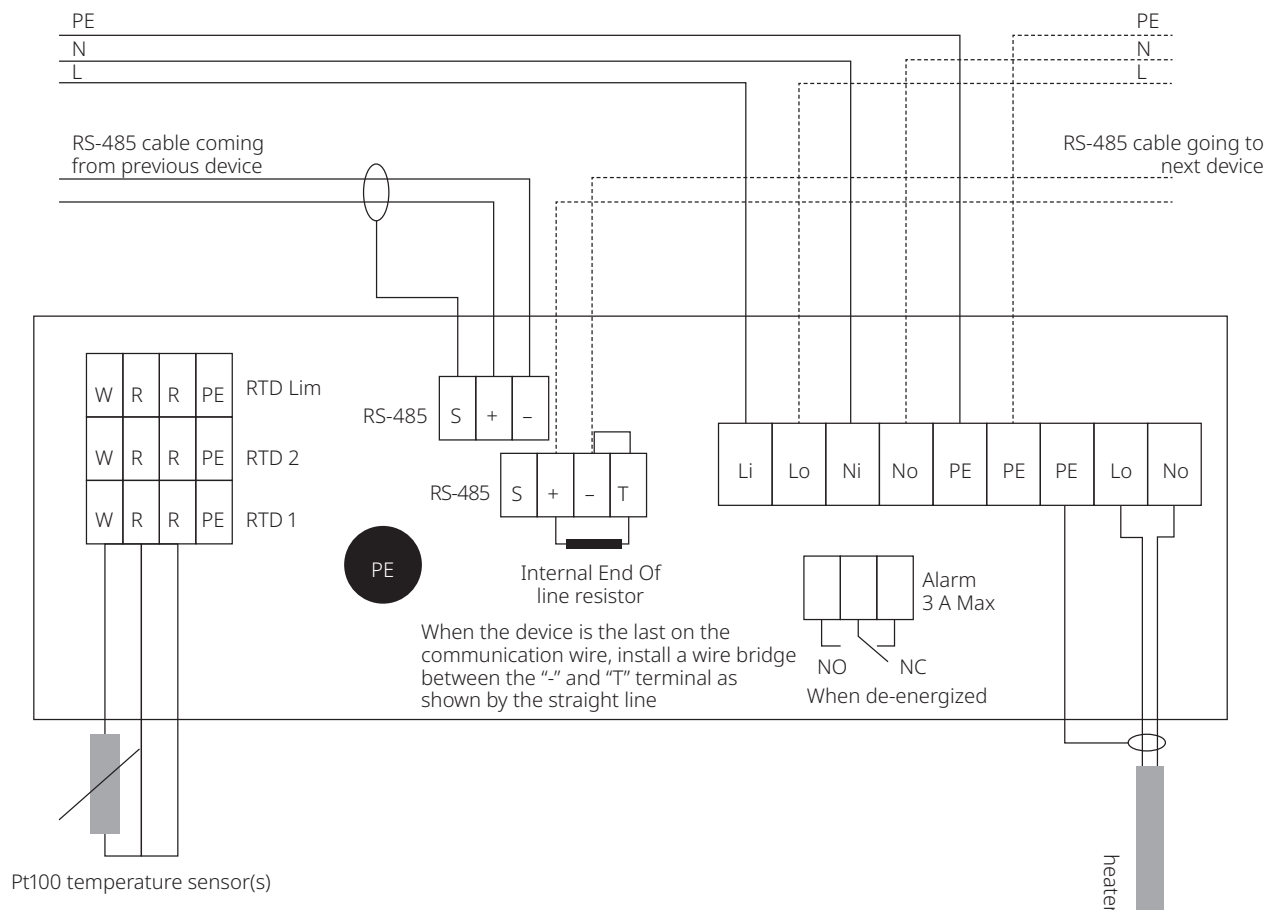 PE
N
L
PE
N
L
RS-485 cable coming
from previous device
RS-485 cable going to
next device
W R R PE RTD Lim
W R R PE RTD 2
W R R PE RTD 1
PE
RS-485 S + –
RS-485 S + – T
Internal End Of
line resistor
When the device is the last on the
communication wire, install a wire bridge
between the “-” and “T” terminal as
shown by the straight line
Li Lo Ni No PE PE PE Lo No
Alarm
3 A Max
NO NC
When de-energized
Pt100 temperature sensor(s)
heater